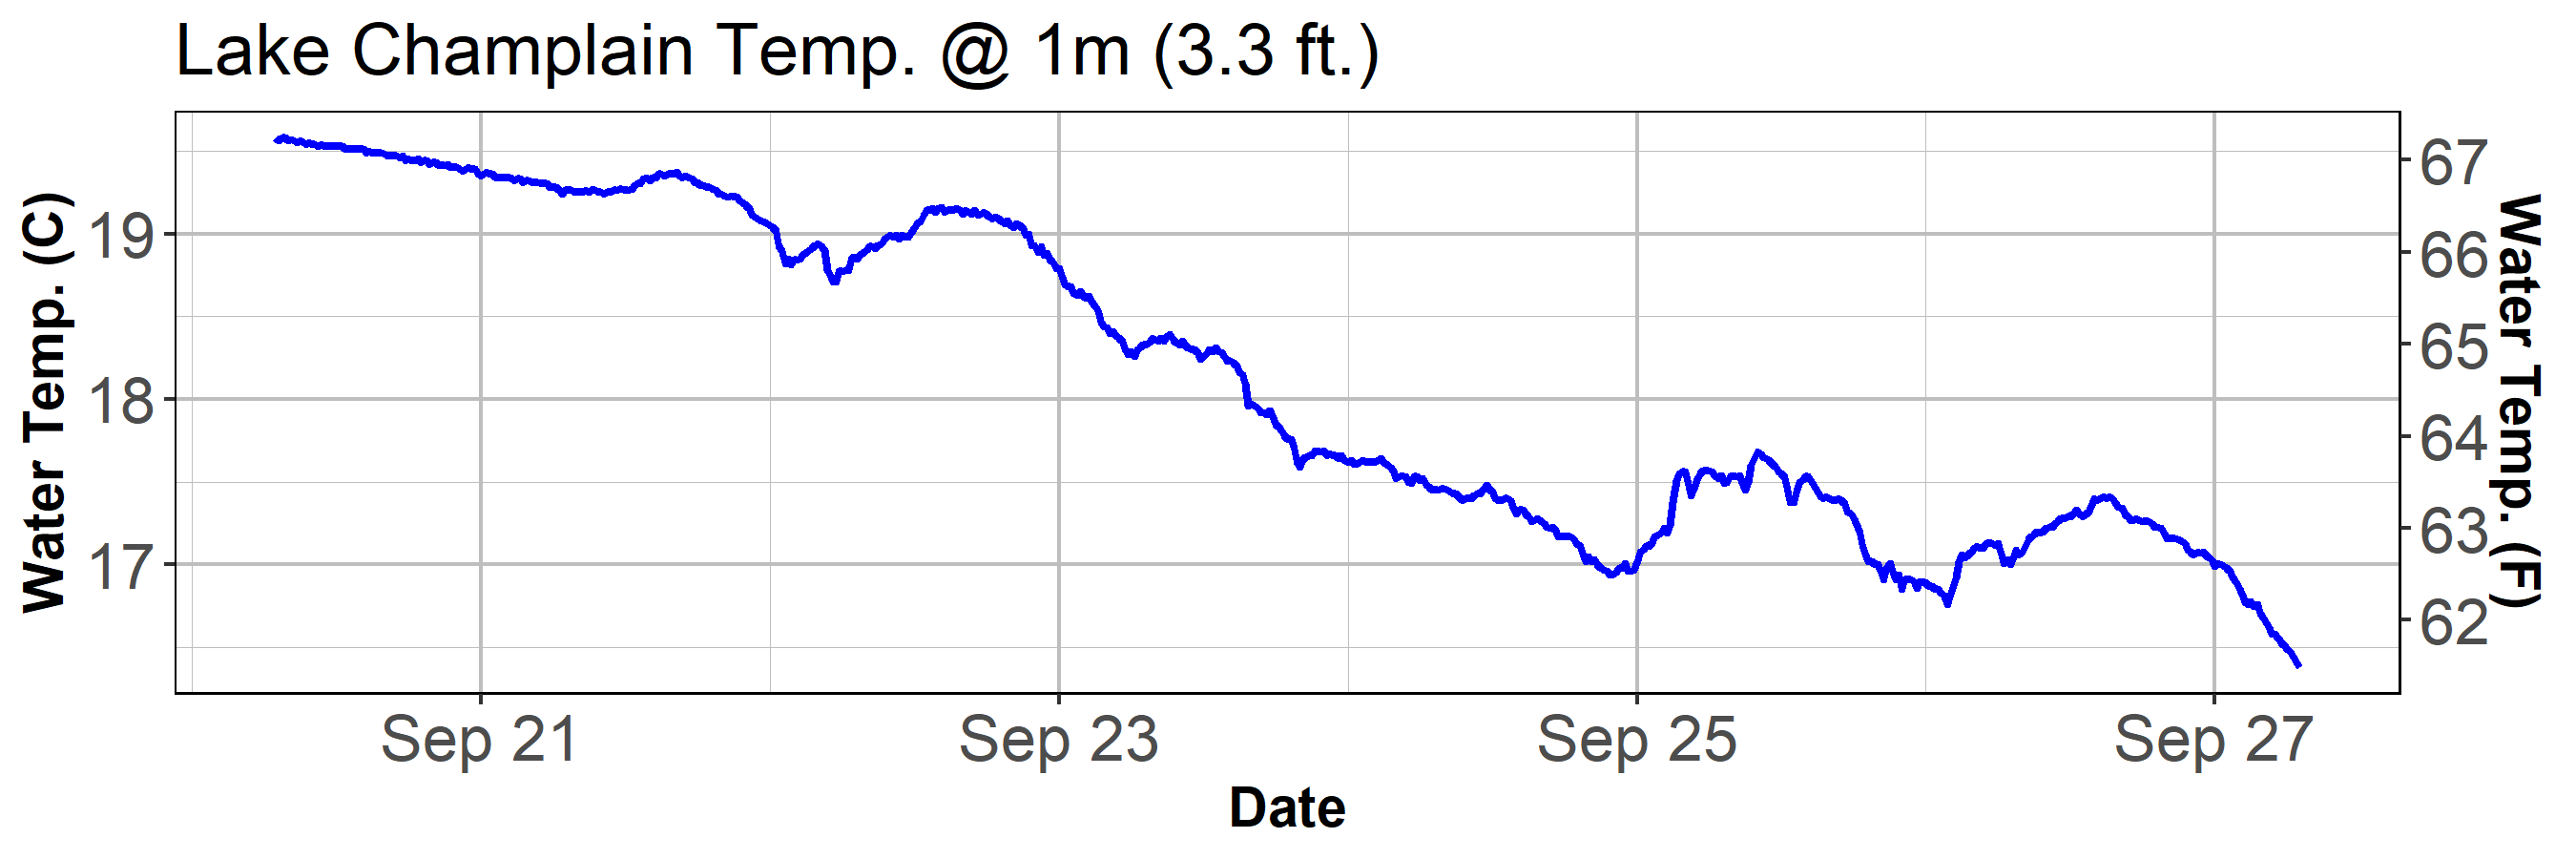 Lake Champlain Temp. @ 1m (3.3 ft.)
Water Temp. (C)
19
18
17
67
66
65
64
63
62
Water Temp. (F)
Sep 21 Sep 23 Sep 25 Sep 27
Date